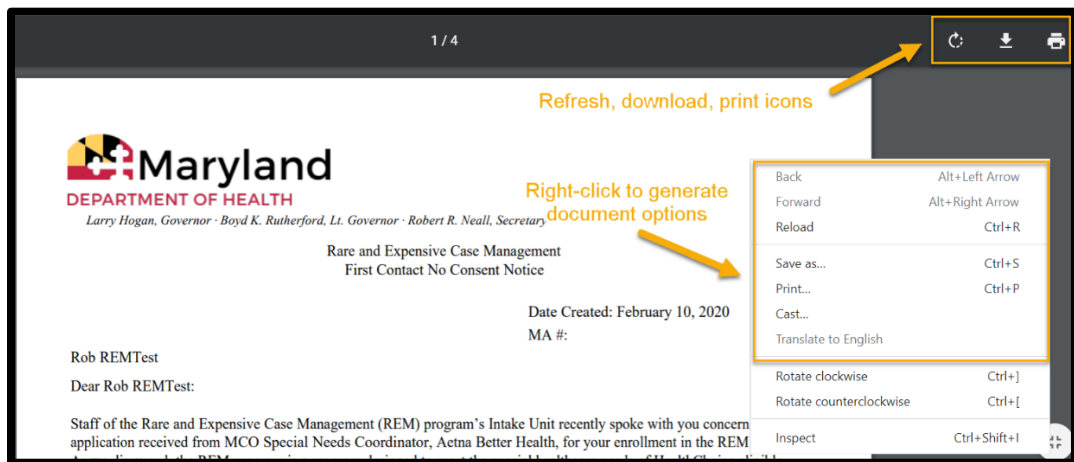 1 / 4
Refresh, download, print icons
Maryland
DEPARTMENT OF HEALTH
Larry Hogan, Governor · Boyd K. Rutherford, Lt. Governor · Robert R. Neall, Secretary
Right-click to generate
document options
Rare and Expensive Case Management
First Contact No Consent Notice
Date Created: February 10, 2020
MA #:
Rob REMTest
Dear Rob REMTest:
Staff of the Rare and Expensive Case Management (REM) program's Intake Unit recently spoke with you concern
application received from MCO Special Needs Coordinator, Aetna Better Health, for your enrollment in the REM
Back Alt+Left Arrow
Forward Alt+Right Arrow
Reload Ctrl+R
Save as... Ctrl+S
Print... Ctrl+P
Cast...
Translate to English
Rotate clockwise Ctrl+]
Rotate counterclockwise Ctrl+[
Inspect Ctrl+Shift+I